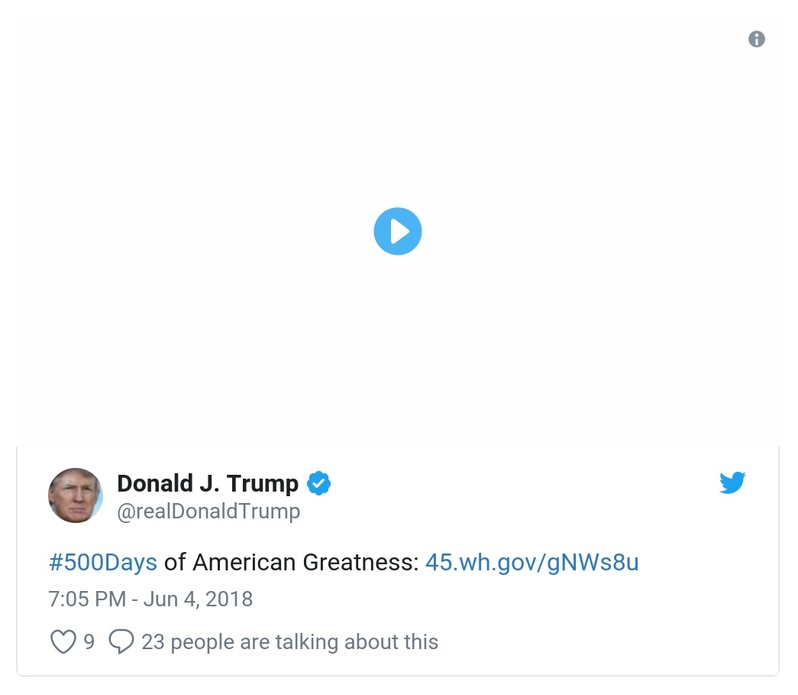 Donald J. Trump
@realDonaldTrump
#500Days of American Greatness: 45.wh.gov/gNWs8u
7:05 PM - Jun 4, 2018
9 23 people are talking about this